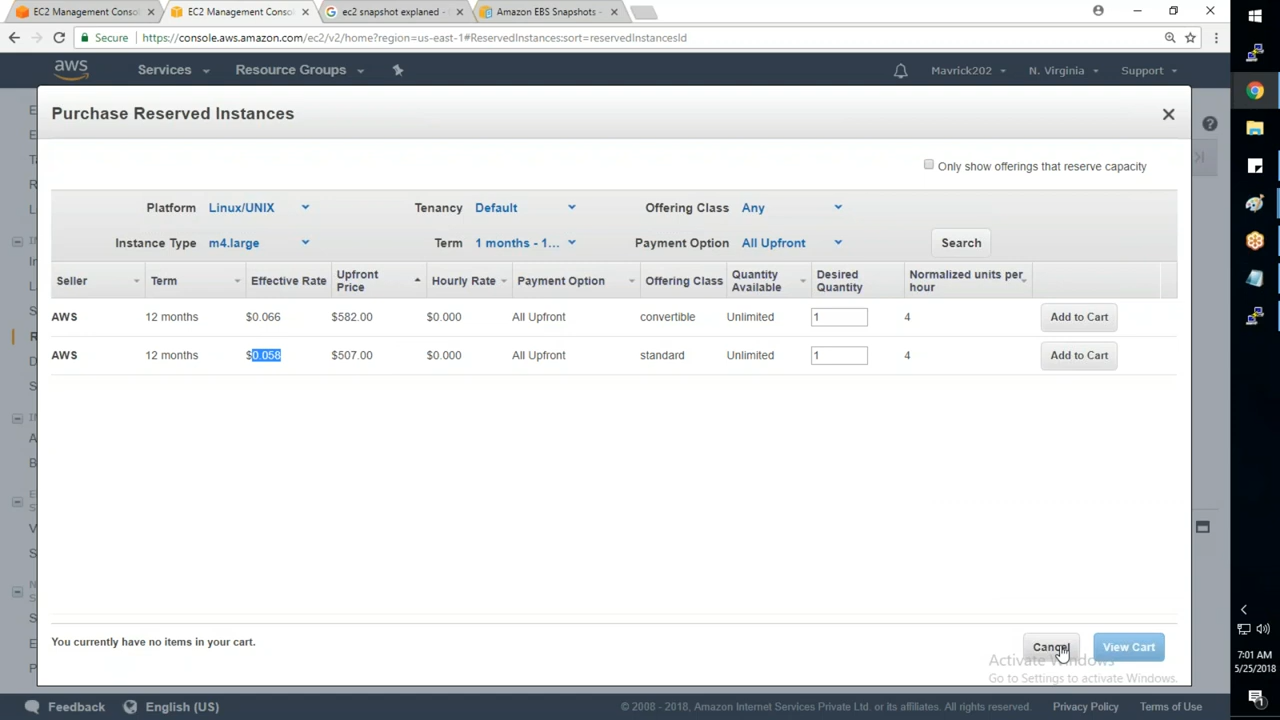 EC2 Management Consol
EC2 Management Conso
ec2 snapshot explaned -
Amazon EBS Snapshots -
Secure
https://console.aws.amazon.com/ec2/v2/home?region=us-east-1#ReservedInstances:sort=reservedInstancesId
aws
Services
Resource Groups
Mavrick202
N. Virginia
Support
Purchase Reserved Instances
Only show offerings that reserve capacity
Platform Linux/UNIX
Tenancy Default
Offering Class Any
Instance Type m4.large
Term 1 months - 1...
Payment Option All Upfront
Search
Seller Term Effective Rate Upfront Price Hourly Rate Payment Option Offering Class Quantity Available Desired Quantity Normalized units per hour
AWS 12 months $0.066 $582.00 $0.000 All Upfront convertible Unlimited 1 4 Add to Cart
AWS 12 months $0.058 $507.00 $0.000 All Upfront standard Unlimited 1 4 Add to Cart
You currently have no items in your cart.
Cancel
View Cart
Activate Windows
Go to Settings to activate Windows.
Feedback
English (US)
© 2008 - 2018, Amazon Internet Services Private Ltd. or its affiliates. All rights reserved.
Privacy Policy
Terms of Use
7:01 AM
5/25/2018
1